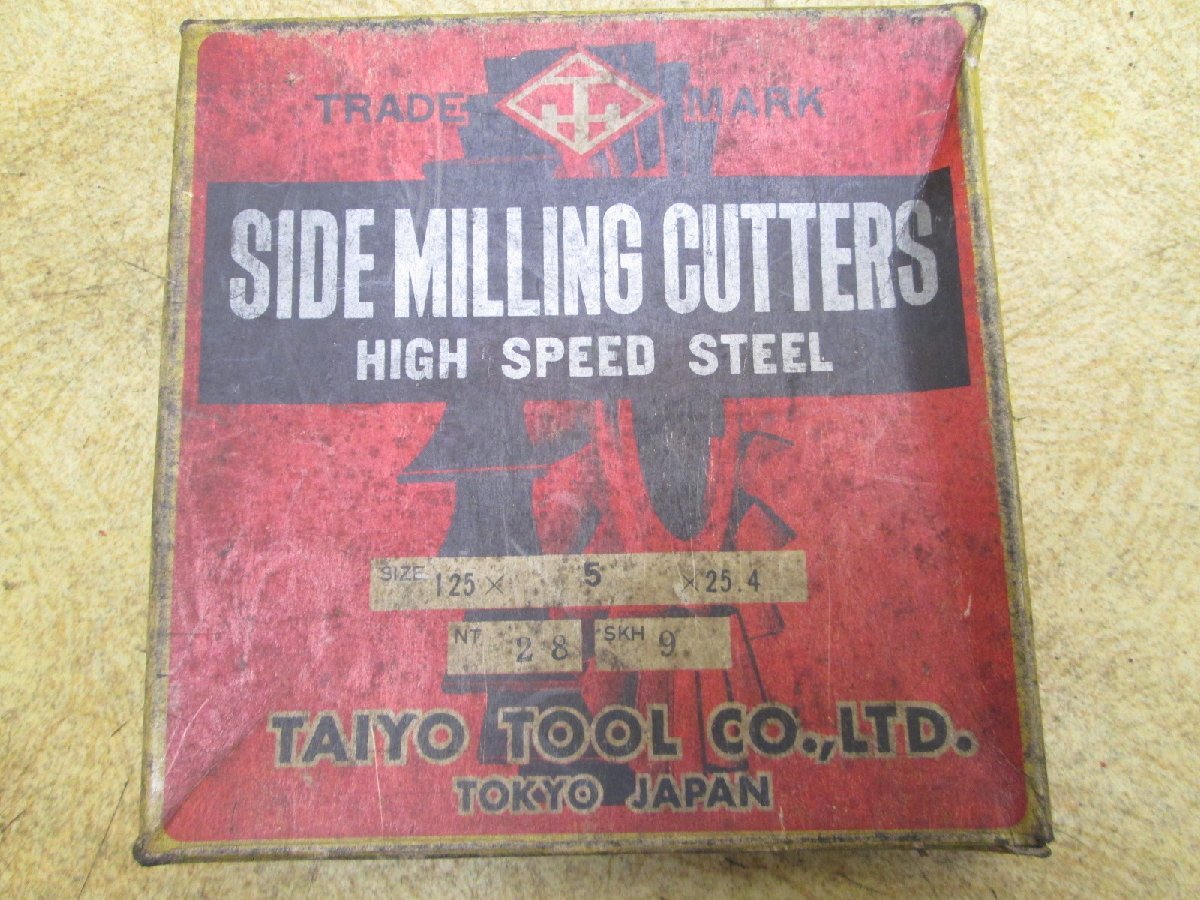 TRADE MARK
SIDE MILLING CUTTERS
HIGH SPEED STEEL
SIZE 125 × 5 × 25.4
NT 28 SKH 9
TAIYO TOOL CO.,LTD.
TOKYO JAPAN